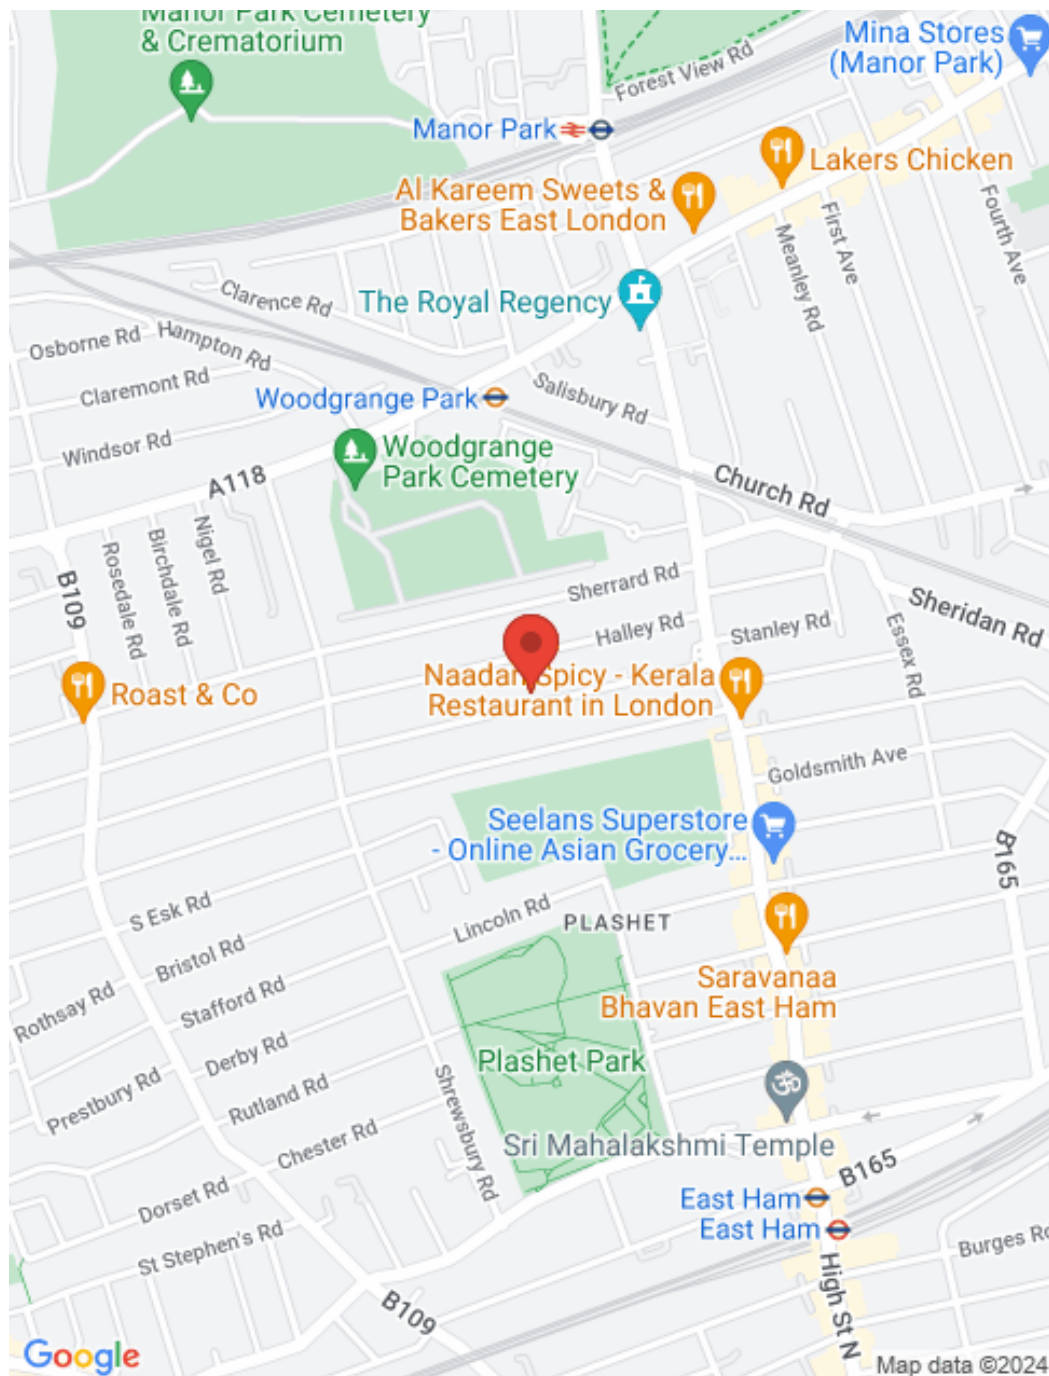 Manor Park Cemetery
& Crematorium
Mina Stores
(Manor Park)
Forest View Rd
Manor Park
Lakers Chicken
Al Kareem Sweets &
Bakers East London
Fourth Ave
First Ave
Meanley Rd
Clarence Rd
The Royal Regency
Osborne Rd
Hampton Rd
Claremont Rd
Woodgrange Park
Salisbury Rd
Windsor Rd
Woodgrange
Park Cemetery
A118
Church Rd
Nigel Rd
Birchdale Rd
Rosedale Rd
B109
Sherrard Rd
Sheridan Rd
Halley Rd
Stanley Rd
Essex Rd
Naadan Spicy - Kerala
Restaurant in London
Roast & Co
Goldsmith Ave
Seelans Superstore
- Online Asian Grocery...
B165
S Esk Rd
Lincoln Rd
PLASHET
Bristol Rd
Saravanaa
Bhavan East Ham
Stafford Rd
Rothsay Rd
Derby Rd
Plashet Park
Prestbury Rd
Rutland Rd
Shrewsbury Rd
Chester Rd
Sri Mahalakshmi Temple
B165
Dorset Rd
East Ham
East Ham
St Stephen's Rd
Burges Rd
High St N
B109
Google
Map data ©2024